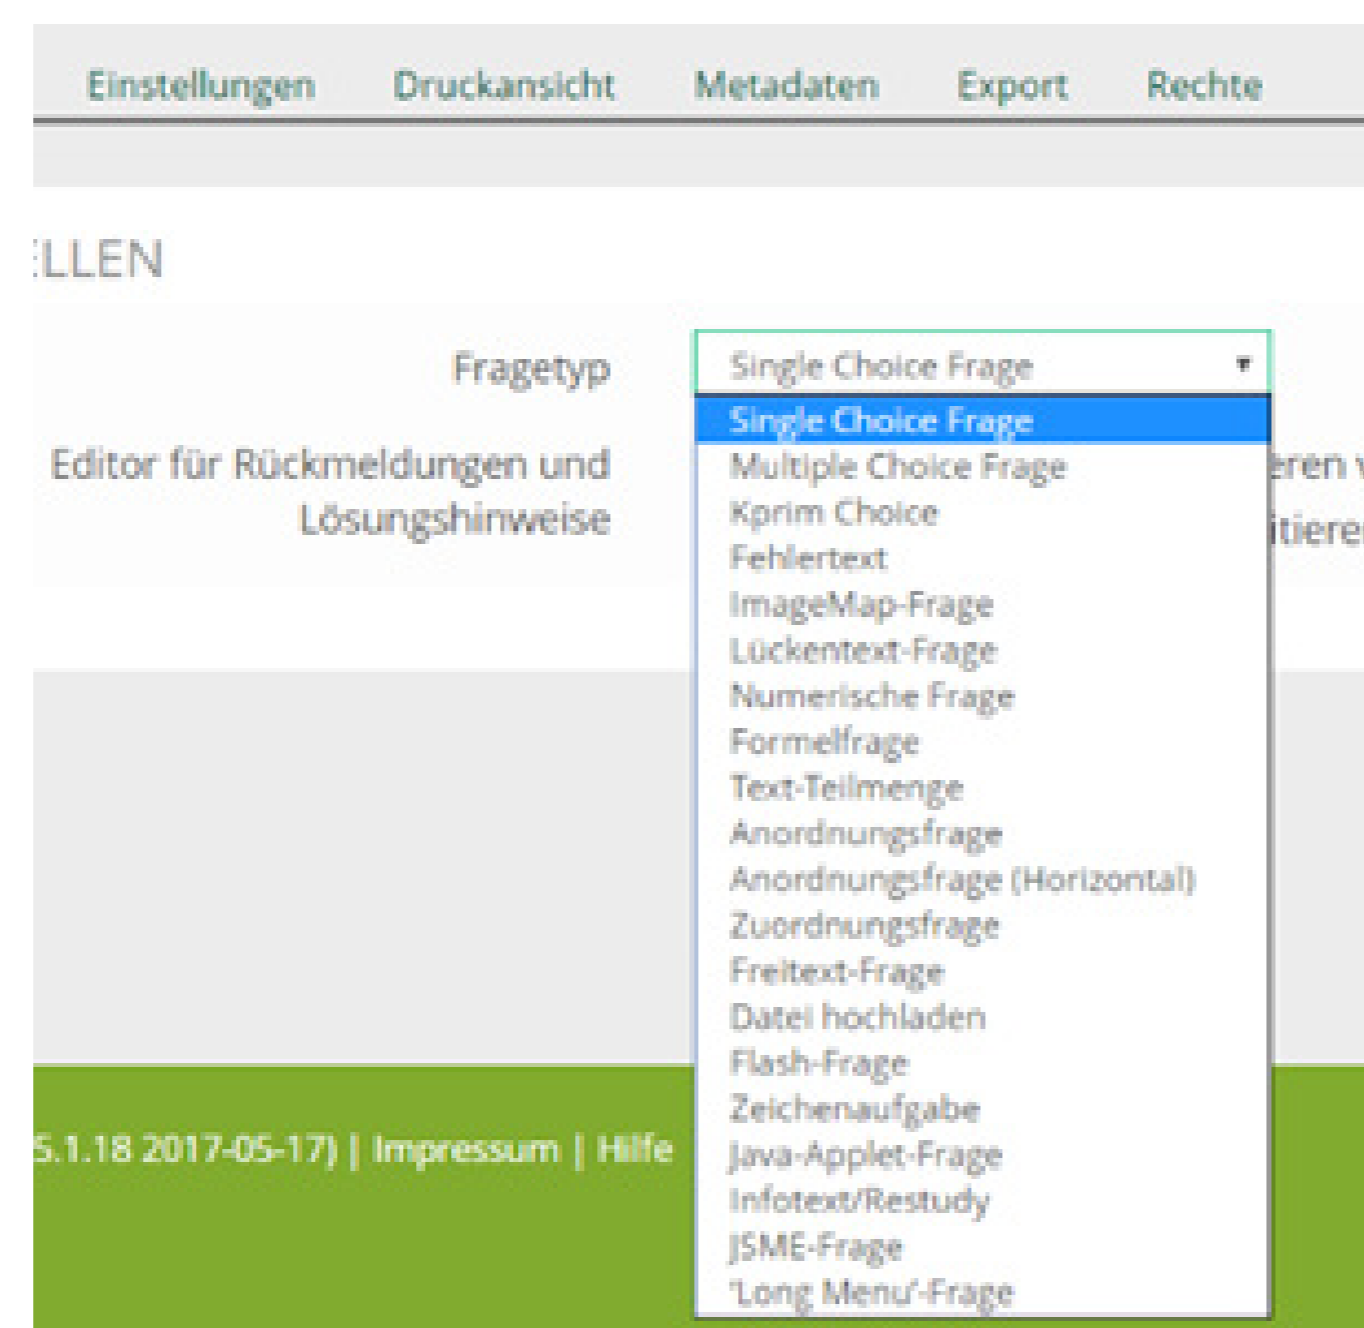 Einstellungen Druckansicht Metadaten Export Rechte
ELLEN
Fragetyp Single Choice Frage
Editor für Rückmeldungen und
Lösungshinweise
Single Choice Frage
Multiple Choice Frage
Kprim Choice
Fehlertext
ImageMap-Frage
Lückentext-Frage
Numerische Frage
Formelfrage
Text-Teilmenge
Anordnungsfrage
Anordnungsfrage (Horizontal)
Zuordnungsfrage
Freitext-Frage
Datei hochladen
Flash-Frage
Zeichenaufgabe
Java-Applet-Frage
Infotext/Restudy
JSME-Frage
'Long Menu'-Frage
eren
itieren
5.1.18 2017-05-17) | Impressum | Hilfe